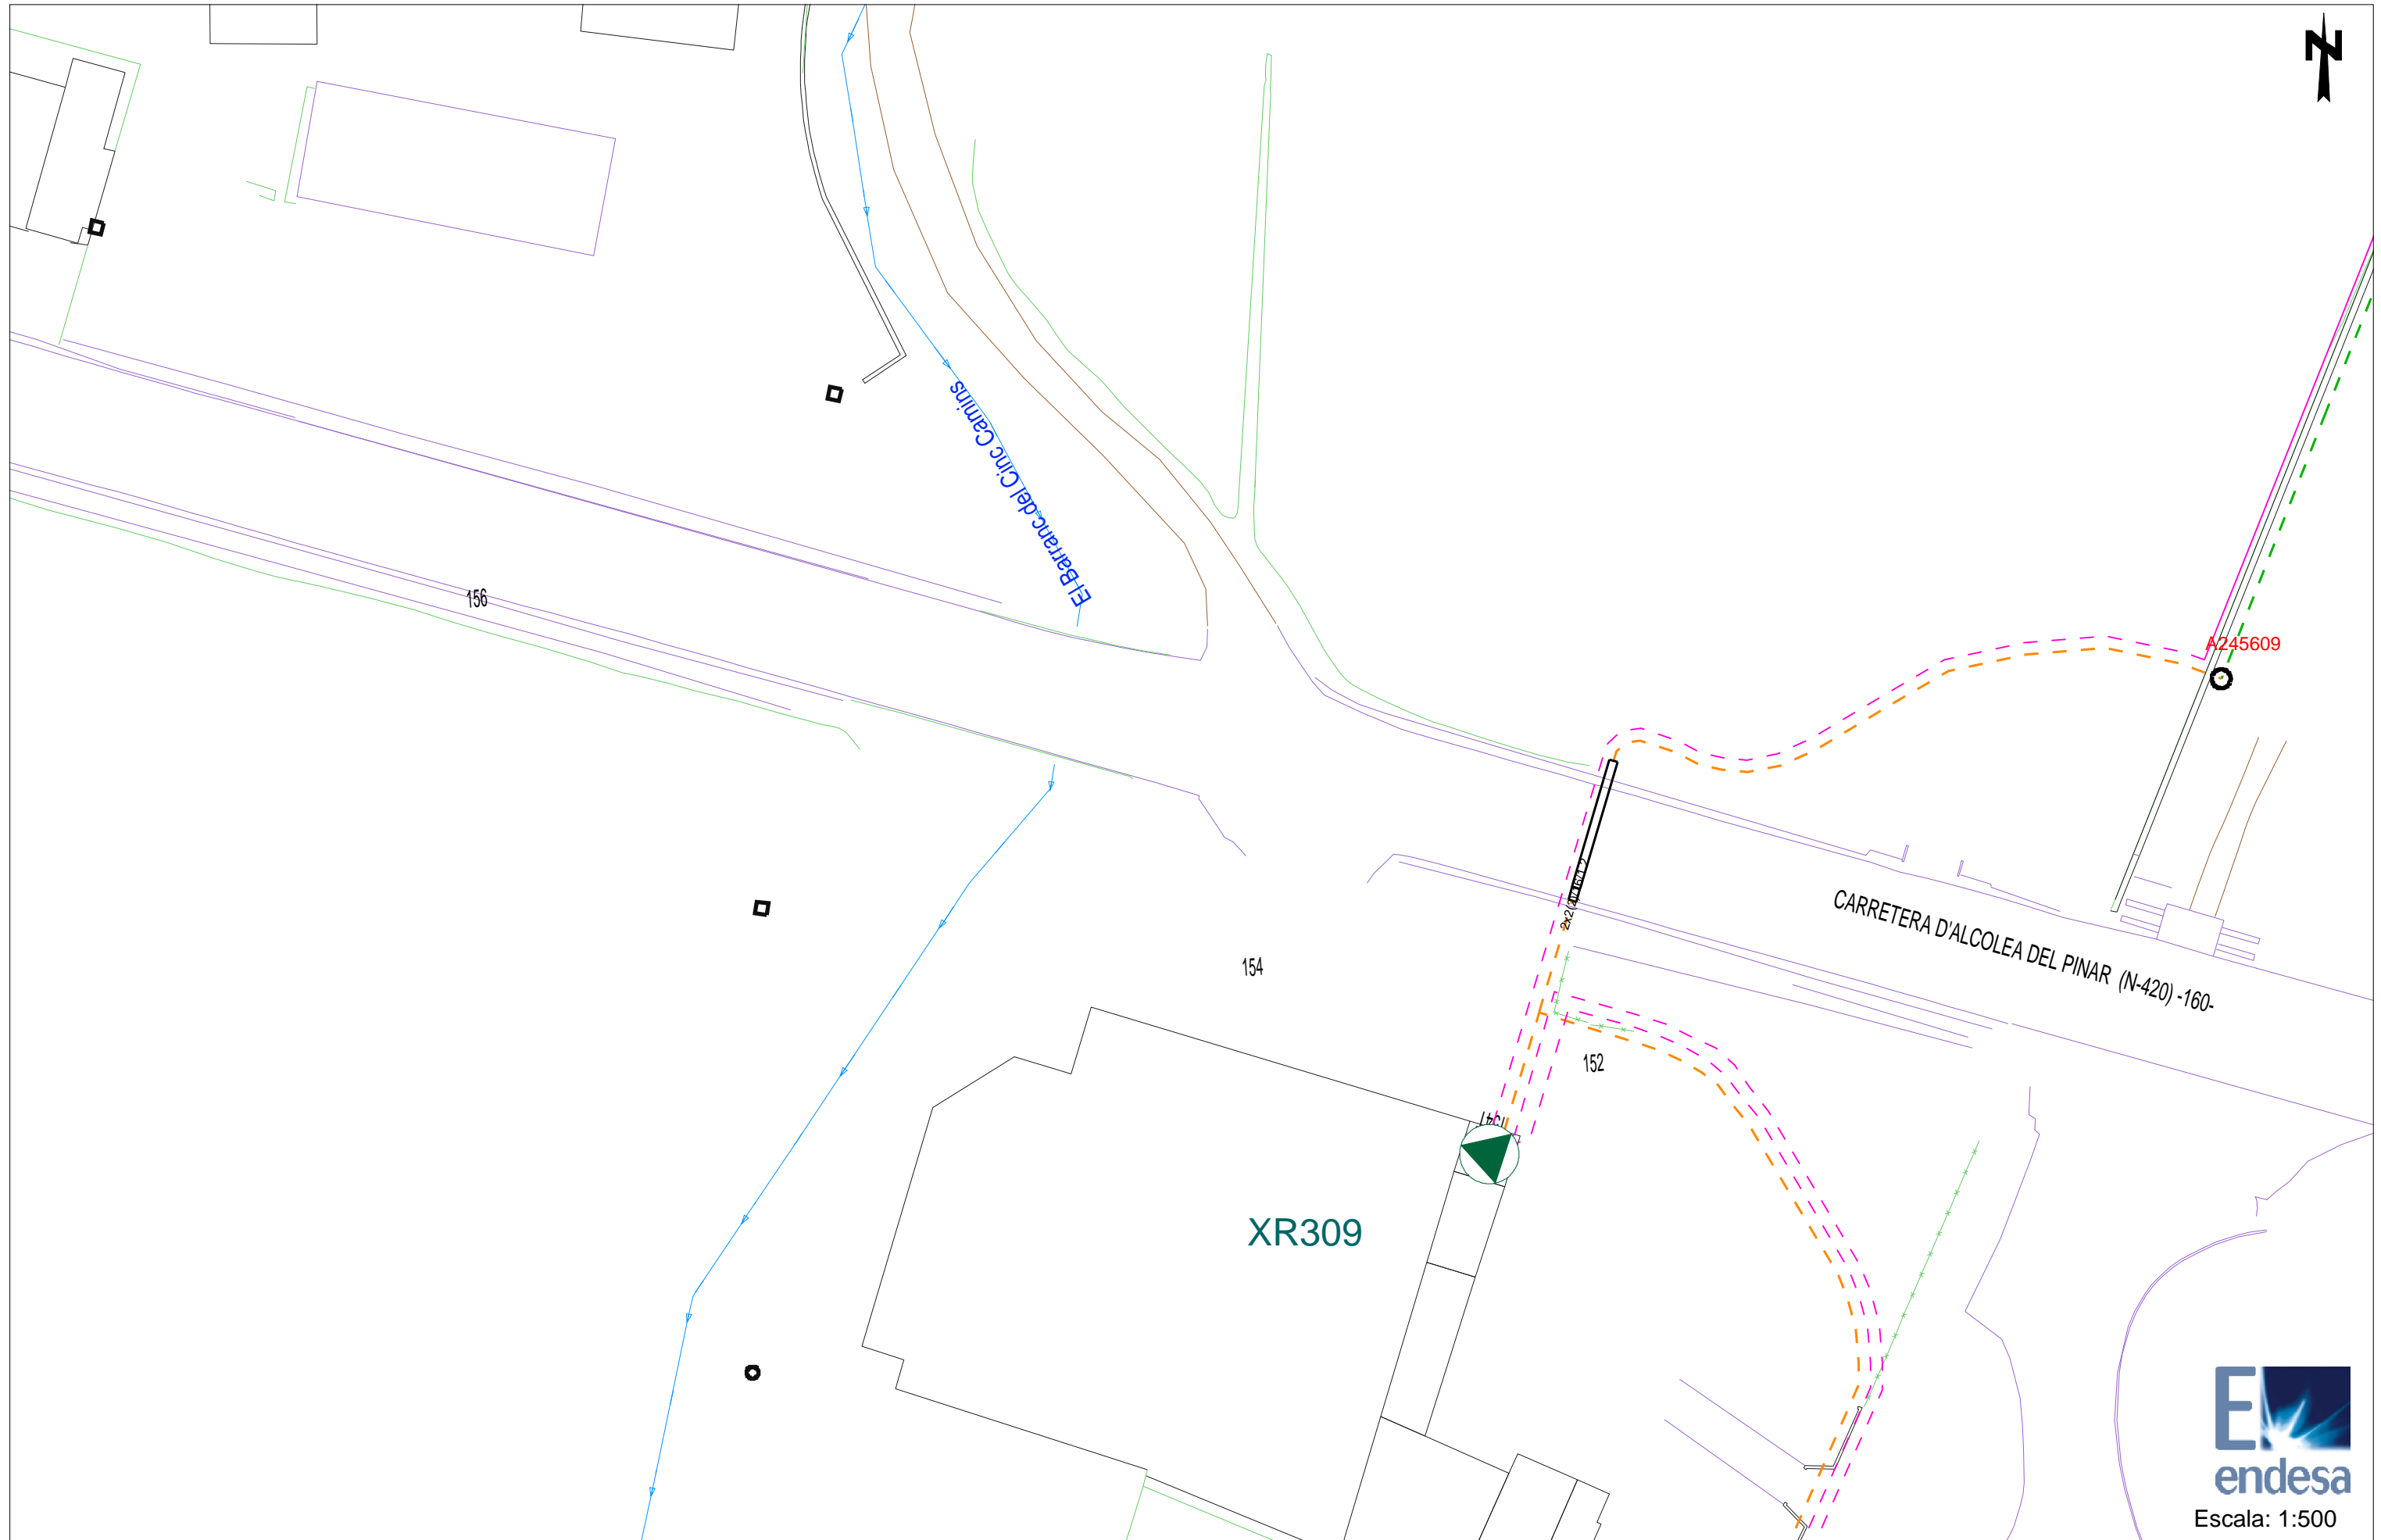 N
El Barranc del Cinc Camins
156
A245609
CARRETERA D'ALCOLEA DEL PINAR (N-420) -160-
154
152
XR309
E
endesa
Escala: 1:500